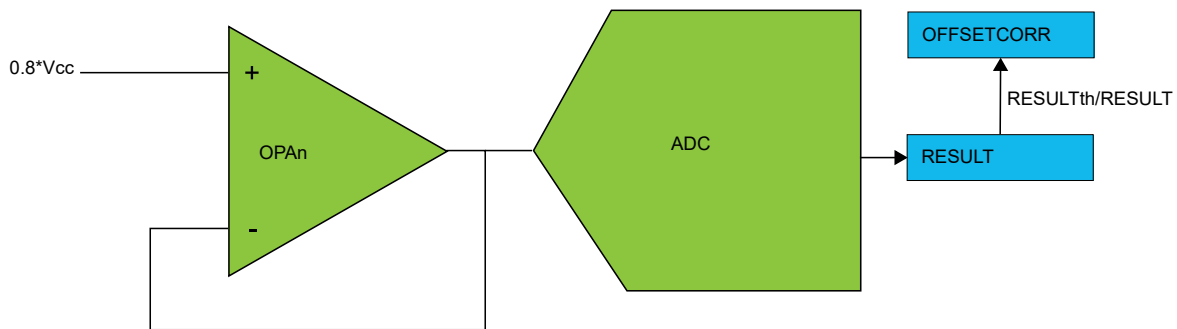 0.8*Vcc
+
-
OPAn
ADC
OFFSETCORR
RESULTth/RESULT
RESULT